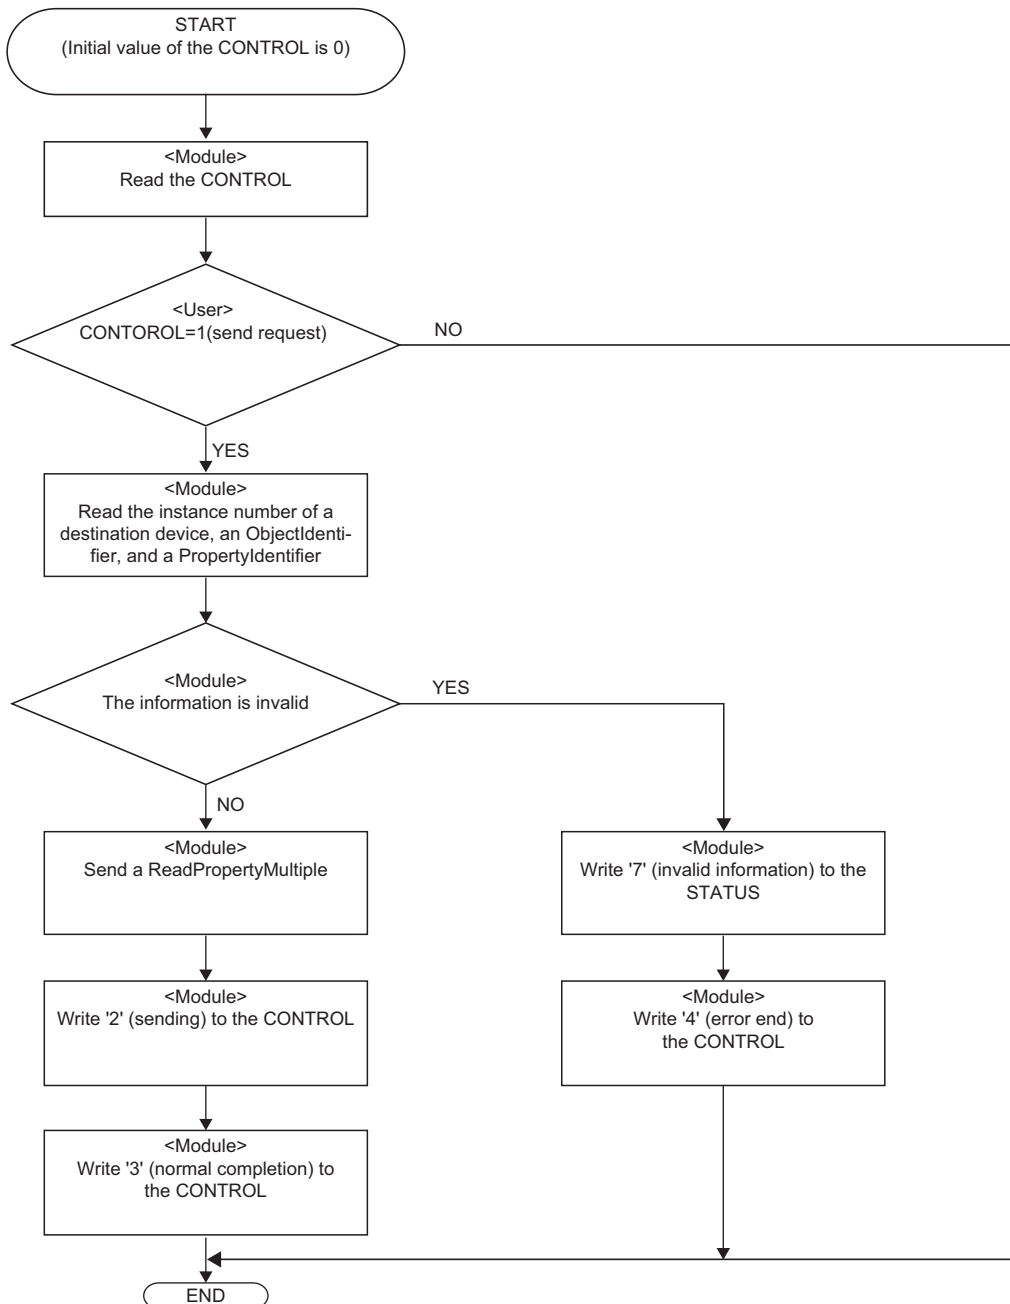 START
(Initial value of the CONTROL is 0)
<Module>
Read the CONTROL
<User>
CONTOROL=1(send request)
NO
YES
<Module>
Read the instance number of a
destination device, an ObjectIdenti-
fier, and a PropertyIdentifier
<Module>
The information is invalid
YES
NO
<Module>
Send a ReadPropertyMultiple
<Module>
Write '7' (invalid information) to the
STATUS
<Module>
Write '2' (sending) to the CONTROL
<Module>
Write '4' (error end) to
the CONTROL
<Module>
Write '3' (normal completion) to
the CONTROL
END